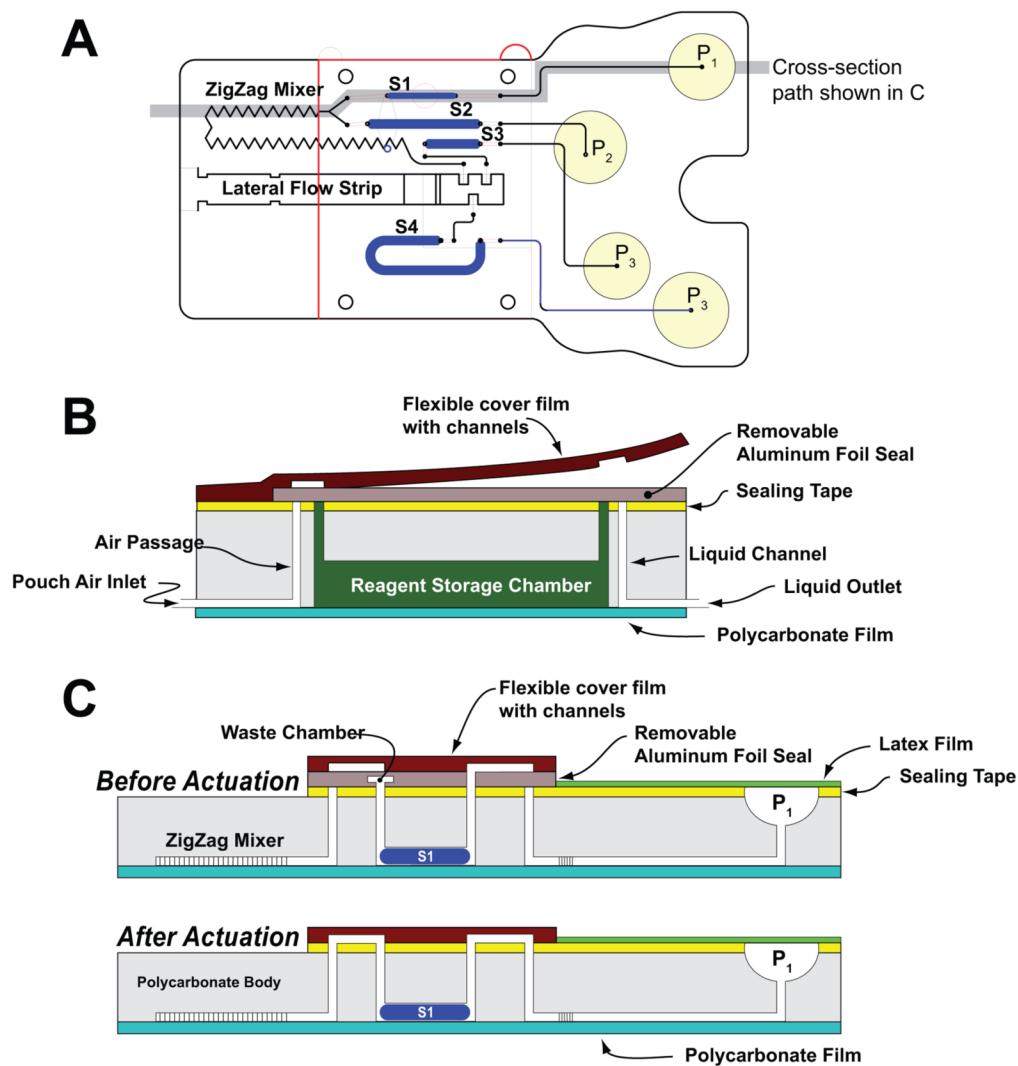 A
ZigZag Mixer
S1
S2
S3
Lateral Flow Strip
S4
P1
P2
P3
P3
Cross-section
path shown in C
B
Flexible cover film
with channels
Removable
Aluminum Foil Seal
Sealing Tape
Air Passage
Liquid Channel
Pouch Air Inlet
Reagent Storage Chamber
Liquid Outlet
Polycarbonate Film
C
Flexible cover film
with channels
Waste Chamber
Removable
Aluminum Foil Seal
Latex Film
Sealing Tape
Before Actuation
P1
ZigZag Mixer
S1
After Actuation
P1
Polycarbonate Body
S1
Polycarbonate Film